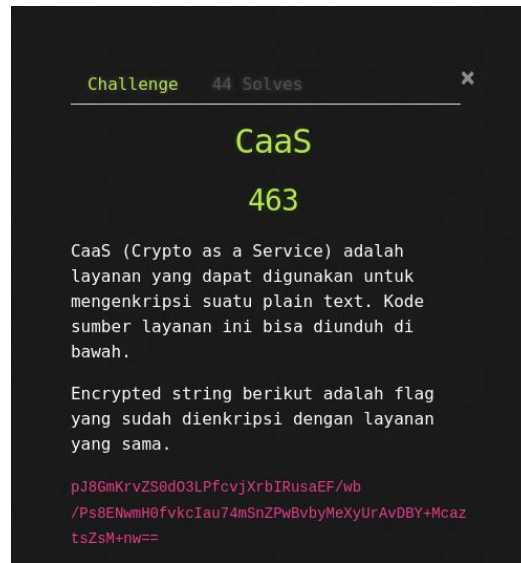 Challenge 44 Solves ×
CaaS
463
CaaS (Crypto as a Service) adalah
layanan yang dapat digunakan untuk
mengenkripsi suatu plain text. Kode
sumber layanan ini bisa diunduh di
bawah.
Encrypted string berikut adalah flag
yang sudah dienkripsi dengan layanan
yang sama.
pJ8GmKrvZS0dO3LPfcvjXrbIRusaEF/wb
/Ps8ENwmH0fvkcIau74mSnZPwBvbyMeXyUrAvDBY+Mcaz
tsZsM+nw==